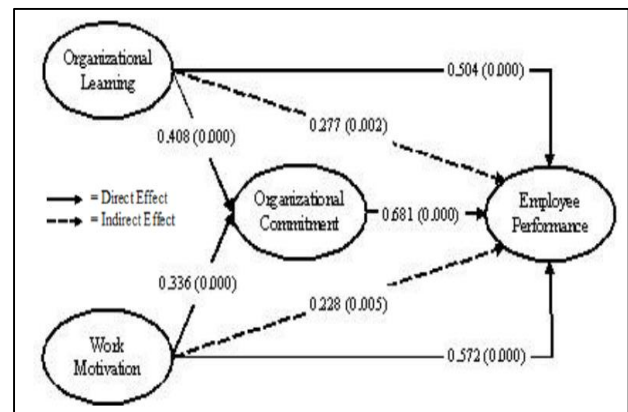 Organizational
Learning
0.504 (0.000)
0.277 (0.002)
0.408 (0.000)
Organizational
Commitment
0.681 (0.000)
Employee
Performance
= Direct Effect
= Indirect Effect
0.336 (0.000)
0.228 (0.005)
Work
Motivation
0.572 (0.000)